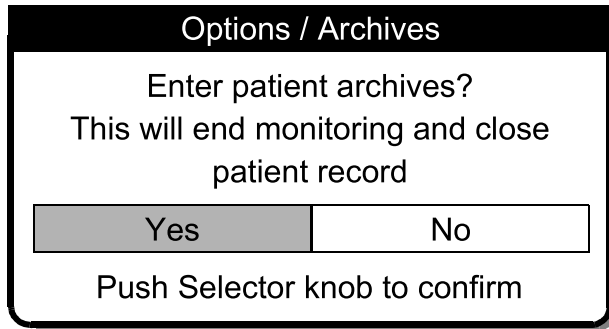 Options / Archives
Enter patient archives?
This will end monitoring and close
patient record
Yes No
Push Selector knob to confirm